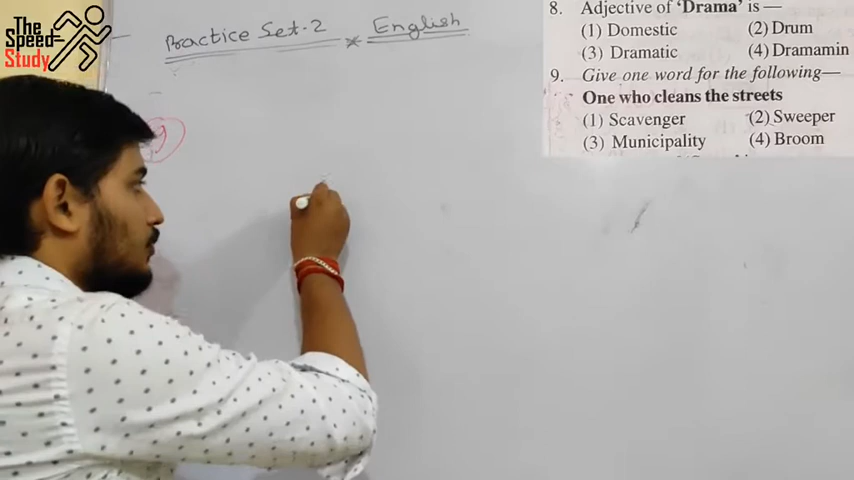 The
Speed
Study
Practice Set-2 * English
9
8. Adjective of 'Drama' is —
(1) Domestic (2) Drum
(3) Dramatic (4) Dramamin
9. Give one word for the following—
One who cleans the streets
(1) Scavenger (2) Sweeper
(3) Municipality (4) Broom